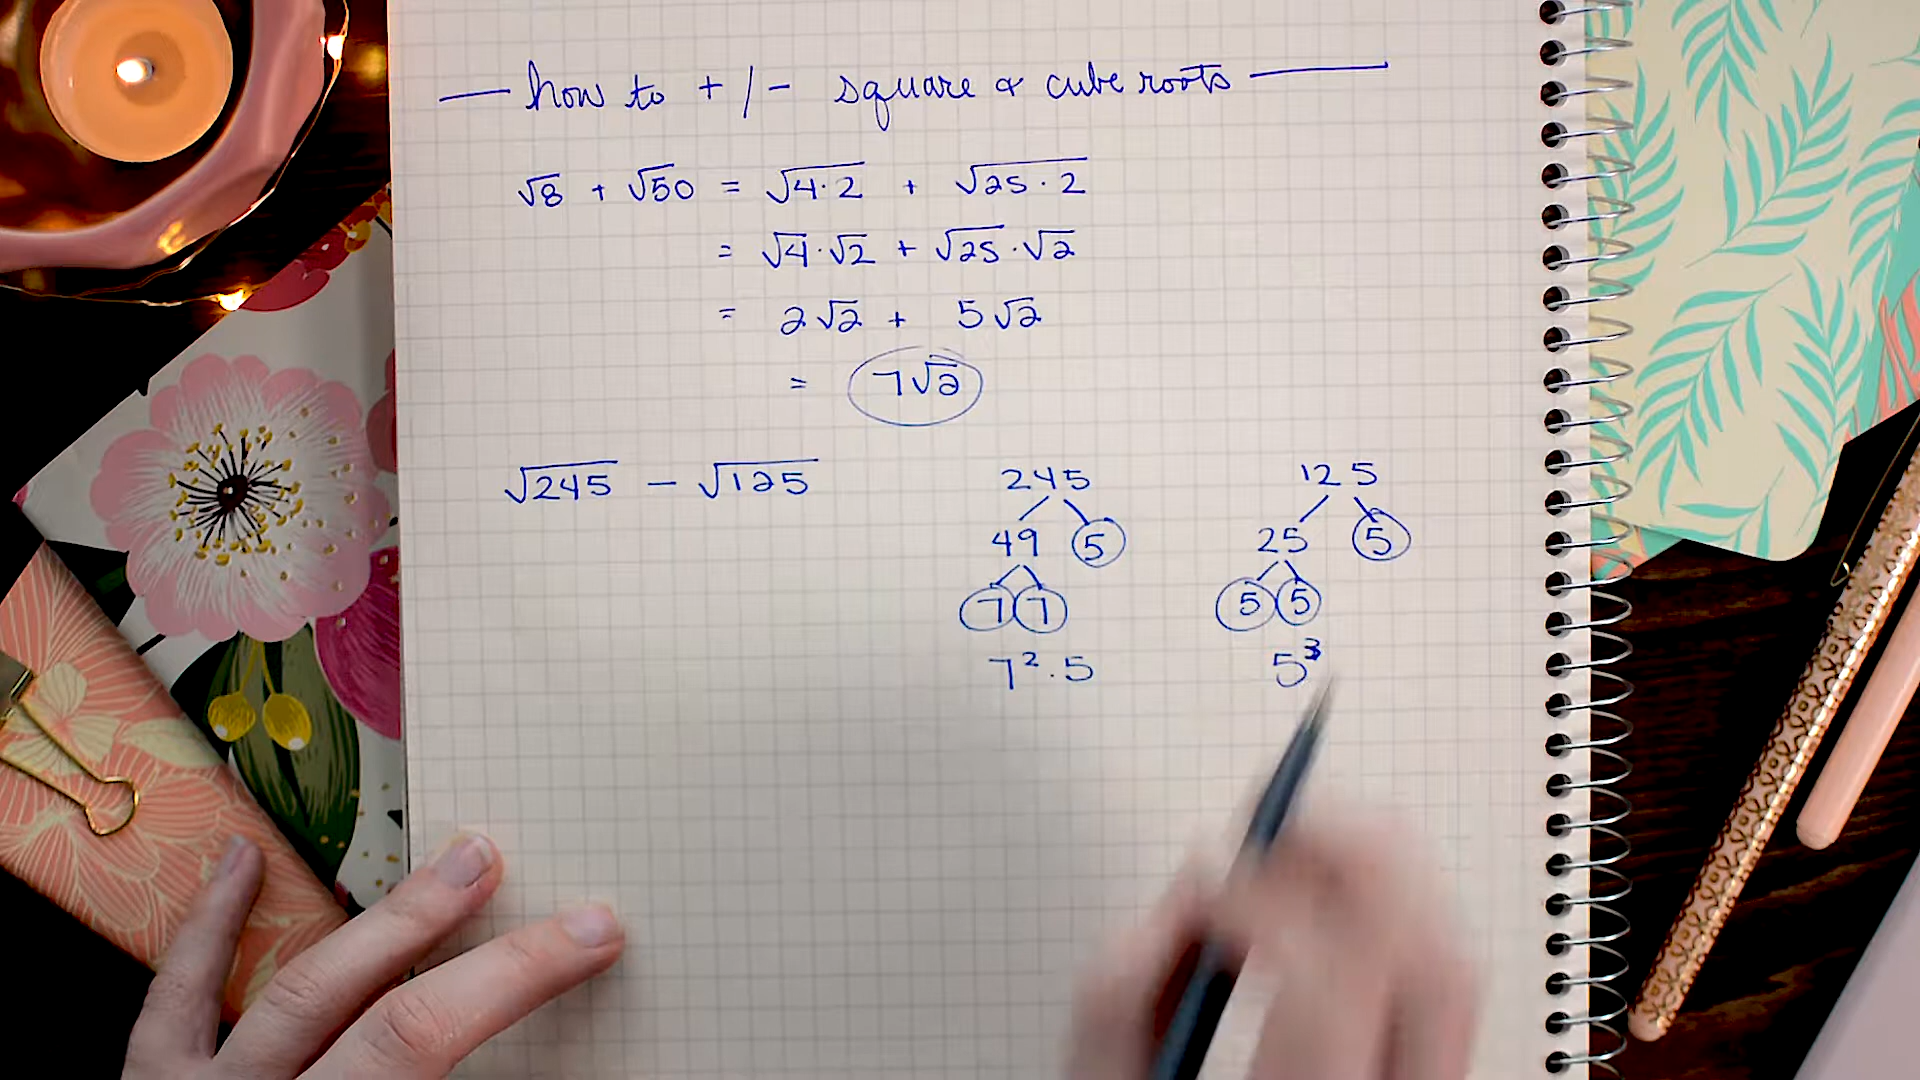 — how to + / - square & cube roots —
√8 + √50 = √4·2 + √25·2
= √4·√2 + √25·√2
= 2√2 + 5√2
= 7√2
√245 - √125
245
49 5
7 7
7²·5
125
25 5
5 5
5³